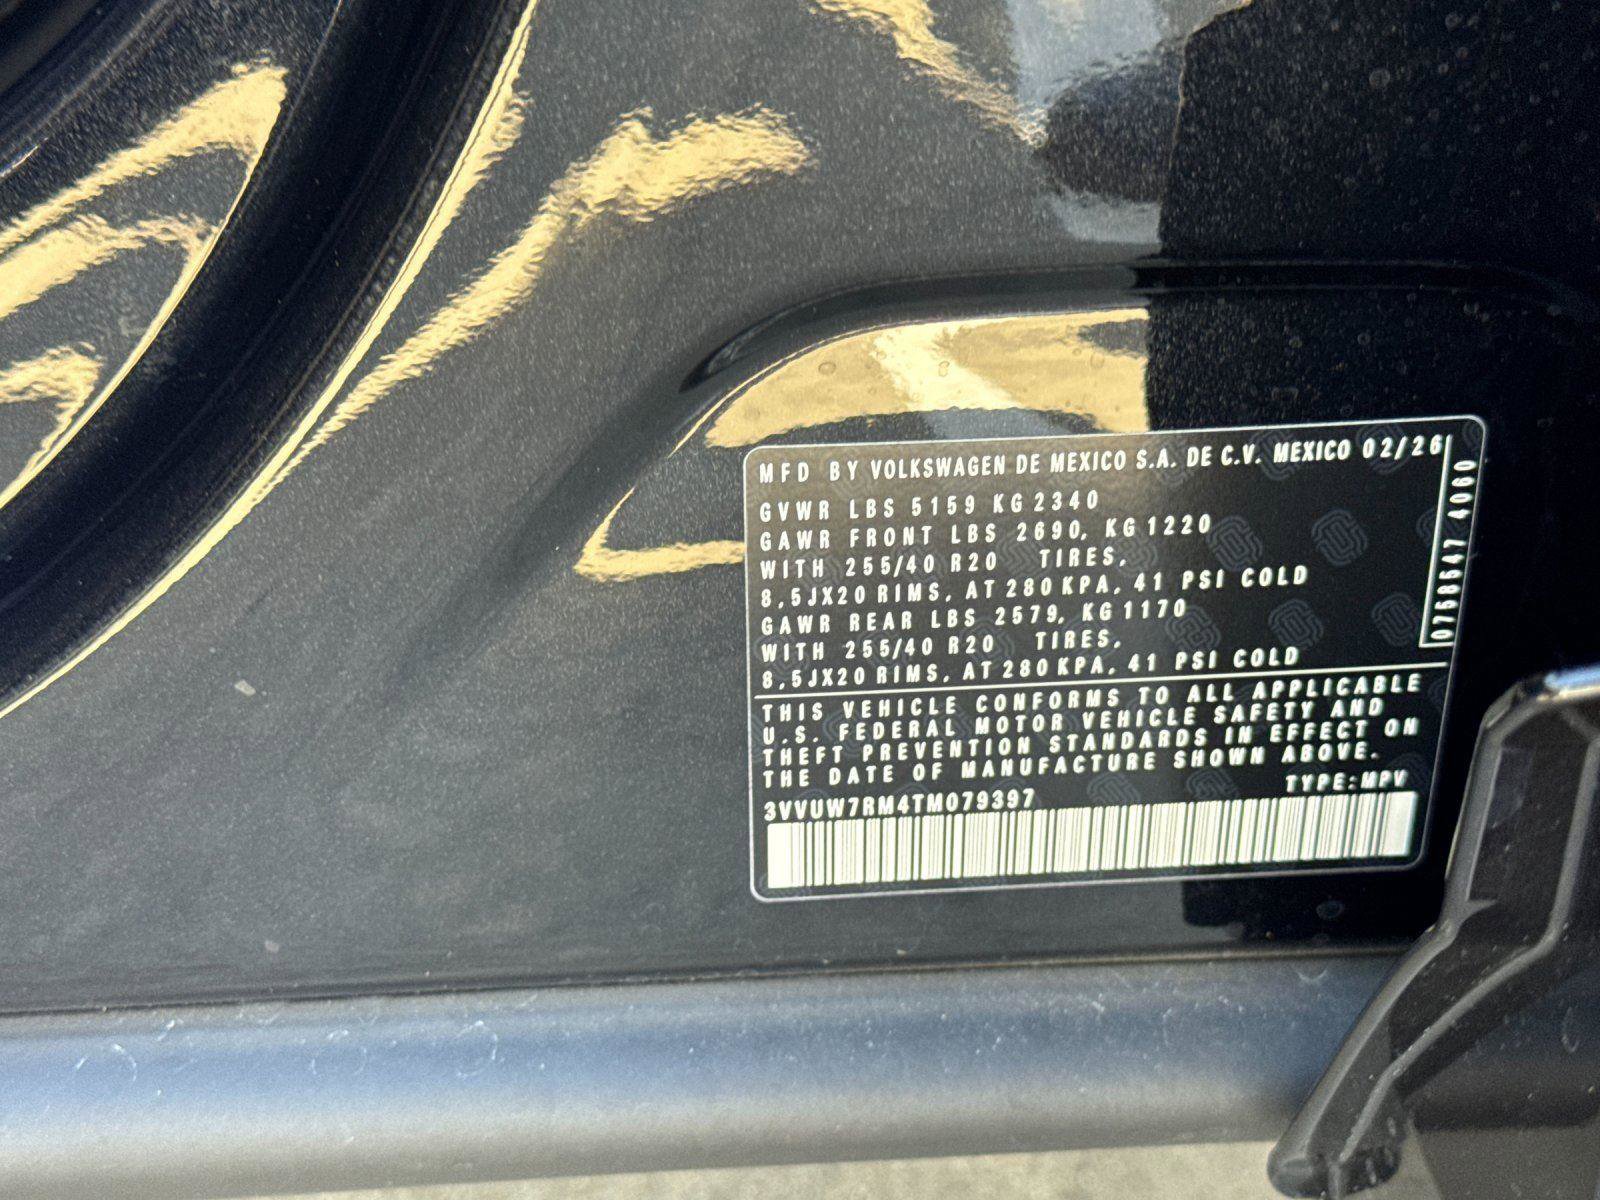 MFD BY VOLKSWAGEN DE MEXICO S.A. DE C.V. MEXICO 02/26
GVWR LBS 5159 KG 2340
GAWR FRONT LBS 2690, KG 1220
WITH 255/40 R20 TIRES,
8,5JX20 RIMS, AT 280 KPA, 41 PSI COLD
GAWR REAR LBS 2579, KG 1170
WITH 255/40 R20 TIRES,
8,5JX20 RIMS, AT 280 KPA, 41 PSI COLD
0758547 4060
THIS VEHICLE CONFORMS TO ALL APPLICABLE
U.S. FEDERAL MOTOR VEHICLE SAFETY AND
THEFT PREVENTION STANDARDS IN EFFECT ON
THE DATE OF MANUFACTURE SHOWN ABOVE.
TYPE:MPV
3VVUW7RM4TM079397